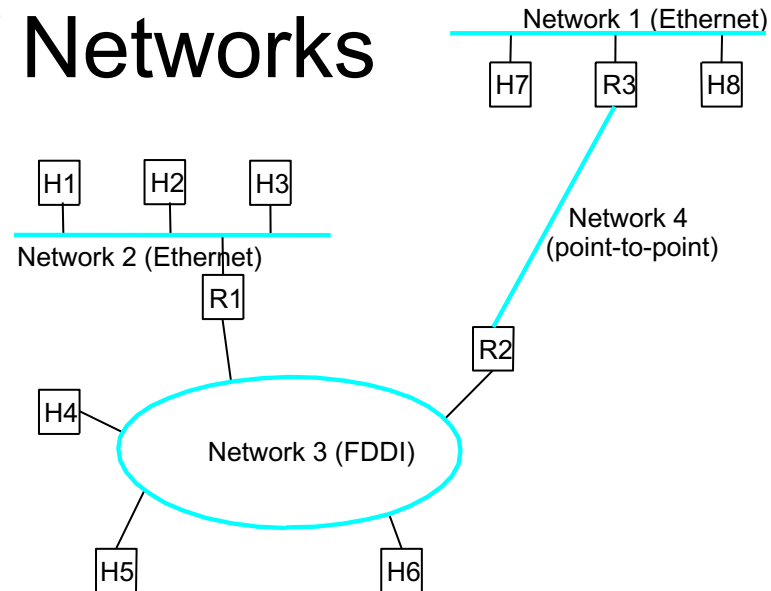 Networks
Network 1 (Ethernet)
H7
R3
H8
H1
H2
H3
Network 2 (Ethernet)
R1
Network 4
(point-to-point)
R2
H4
Network 3 (FDDI)
H5
H6